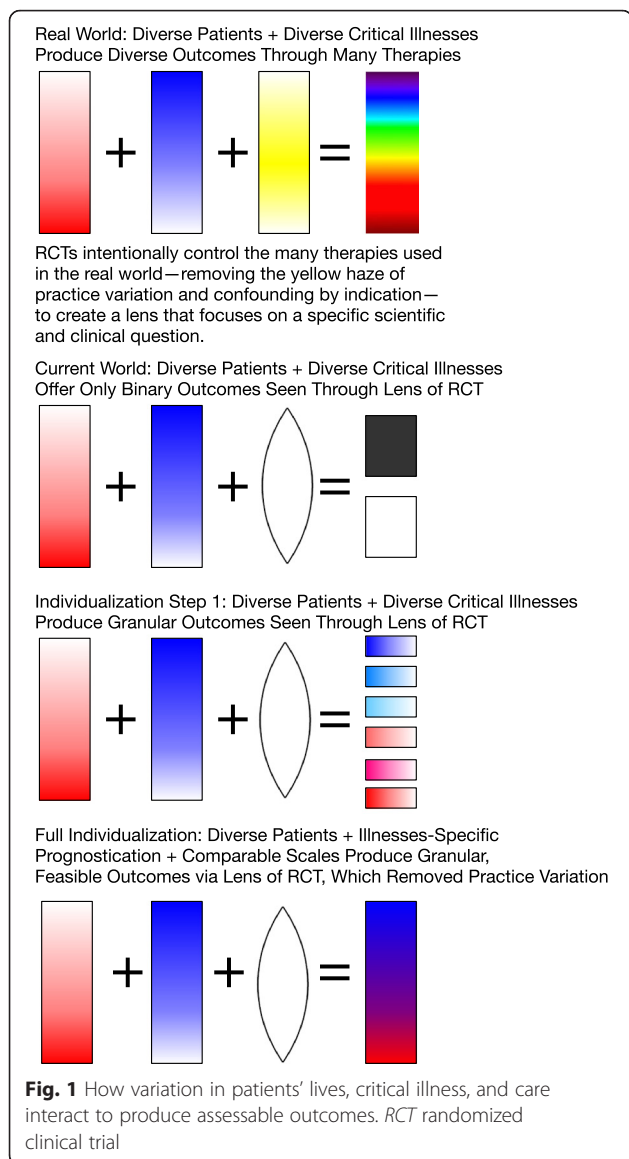 Real World: Diverse Patients + Diverse Critical Illnesses
Produce Diverse Outcomes Through Many Therapies
+ + =
RCTs intentionally control the many therapies used
in the real world—removing the yellow haze of
practice variation and confounding by indication—
to create a lens that focuses on a specific scientific
and clinical question.
Current World: Diverse Patients + Diverse Critical Illnesses
Offer Only Binary Outcomes Seen Through Lens of RCT
+ + =
Individualization Step 1: Diverse Patients + Diverse Critical Illnesses
Produce Granular Outcomes Seen Through Lens of RCT
+ + =
Full Individualization: Diverse Patients + Illnesses-Specific
Prognostication + Comparable Scales Produce Granular,
Feasible Outcomes via Lens of RCT, Which Removed Practice Variation
+ + =
Fig. 1 How variation in patients’ lives, critical illness, and care
interact to produce assessable outcomes. RCT randomized
clinical trial